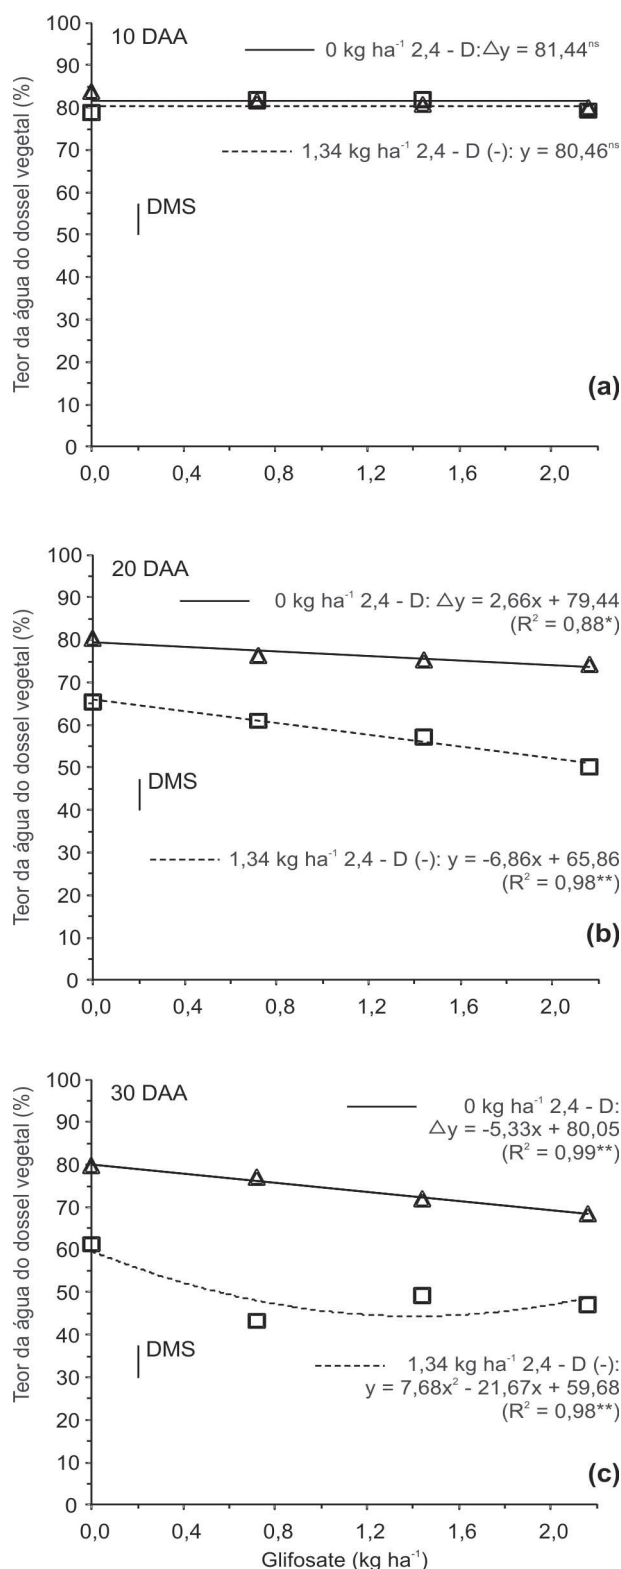 10 DAA
0 kg ha⁻¹ 2,4 - D:△y = 81,44ⁿˢ
1,34 kg ha⁻¹ 2,4 - D (-): y = 80,46ⁿˢ
DMS
Teor da água do dossel vegetal (%)
100
90
80
70
60
50
40
30
20
10
0
0,0 0,4 0,8 1,2 1,6 2,0
(a)
20 DAA
0 kg ha⁻¹ 2,4 - D: △y = 2,66x + 79,44
(R² = 0,88*)
DMS
1,34 kg ha⁻¹ 2,4 - D (-): y = -6,86x + 65,86
(R² = 0,98**)
Teor da água do dossel vegetal (%)
100
90
80
70
60
50
40
30
20
10
0
0,0 0,4 0,8 1,2 1,6 2,0
(b)
30 DAA
0 kg ha⁻¹ 2,4 - D:
△y = -5,33x + 80,05
(R² = 0,99**)
DMS
1,34 kg ha⁻¹ 2,4 - D (-):
y = 7,68x² - 21,67x + 59,68
(R² = 0,98**)
Teor da água do dossel vegetal (%)
100
90
80
70
60
50
40
30
20
10
0
0,0 0,4 0,8 1,2 1,6 2,0
(c)
Glifosate (kg ha⁻¹)